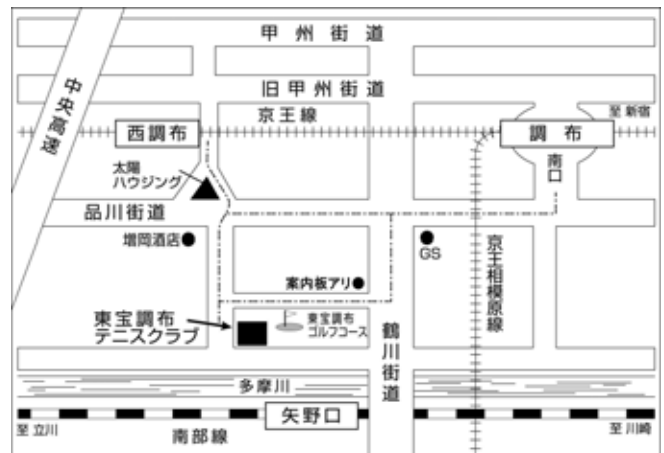 甲州街道
旧甲州街道
中央高速
京王線
至 新宿
西調布
調布
南口
太陽
ハウジング
品川街道
増岡酒店
GS
京王相模原線
案内板アリ
東宝調布
テニスクラブ
東宝調布
ゴルフコース
鶴川街道
多摩川
矢野口
至 立川
南部線
至 川崎